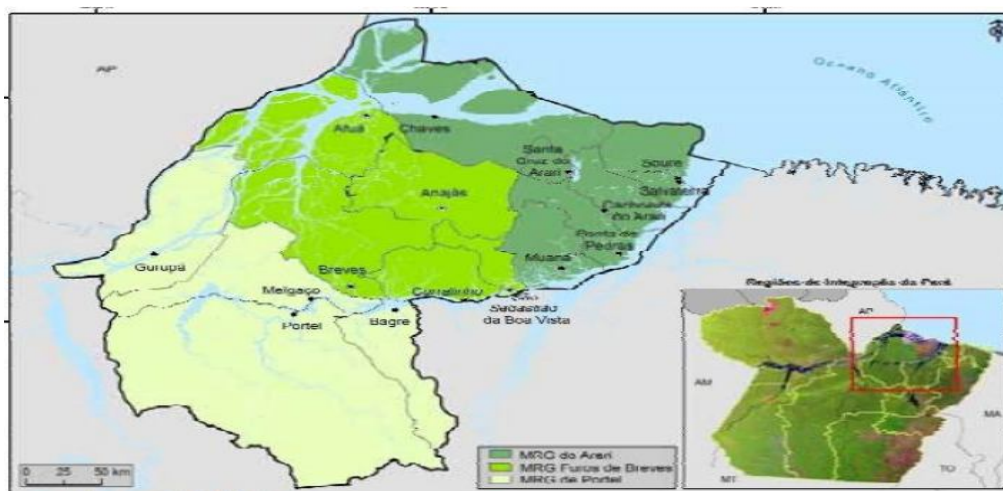 AP
Oceano Atlântico
Afuá
Chaves
Santa
Cruz do
Arari
Soure
Salvaterra
Anajás
Cachoeira
do Arari
Ponta de
Pedras
Muaná
Gurupá
Breves
Melgaço
Curralinho
São
Sebastião
da Boa Vista
Portel
Bagre
Regiões de Integração do Pará
AP
AM
MA
MT
TO
0 25 50 km
MRG do Arari
MRG Furos de Breves
MRG de Portel